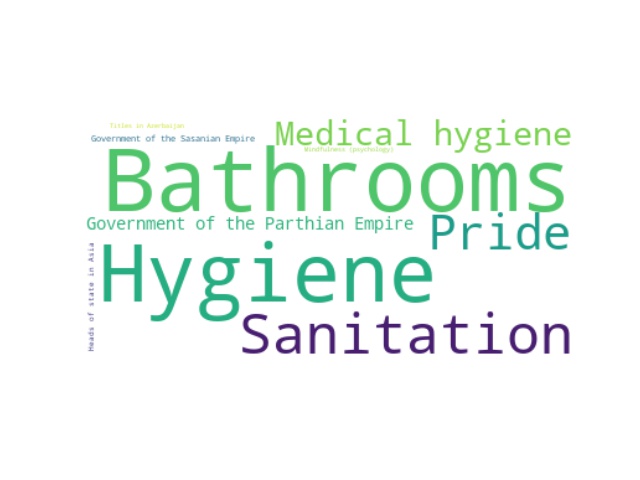 Titles in Azerbaijan
Medical hygiene
Government of the Sasanian Empire
Mindfulness (psychology)
Bathrooms
Government of the Parthian Empire
Pride
Hygiene
Heads of state in Asia
Sanitation